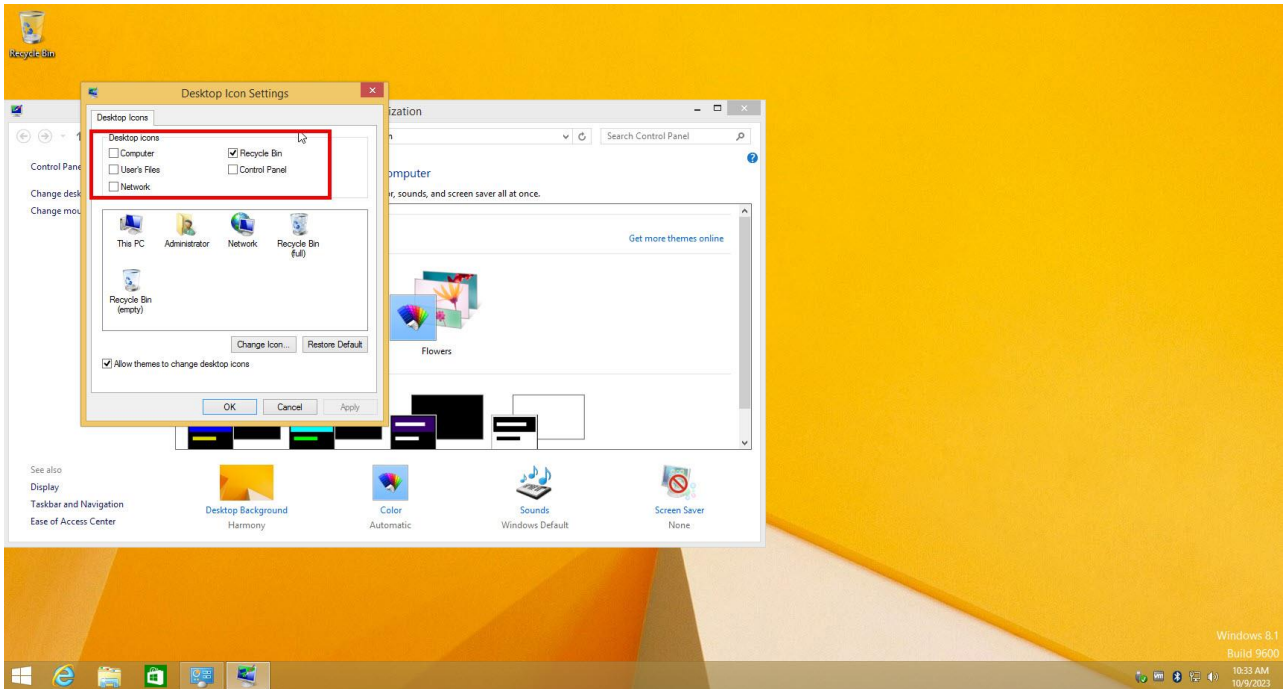 Recycle Bin
Desktop Icon Settings
Desktop Icons
Desktop icons
Computer
Recycle Bin
User's Files
Control Panel
Network
This PC
Administrator
Network
Recycle Bin
(full)
Recycle Bin
(empty)
Change Icon...
Restore Default
Allow themes to change desktop icons
OK
Cancel
Apply
ization
Search Control Panel
Control Pane
Change desk
Change mou
omputer
r, sounds, and screen saver all at once.
Get more themes online
Flowers
See also
Display
Taskbar and Navigation
Ease of Access Center
Desktop Background
Harmony
Color
Automatic
Sounds
Windows Default
Screen Saver
None
Windows 8.1
Build 9600
10:33 AM
10/9/2023